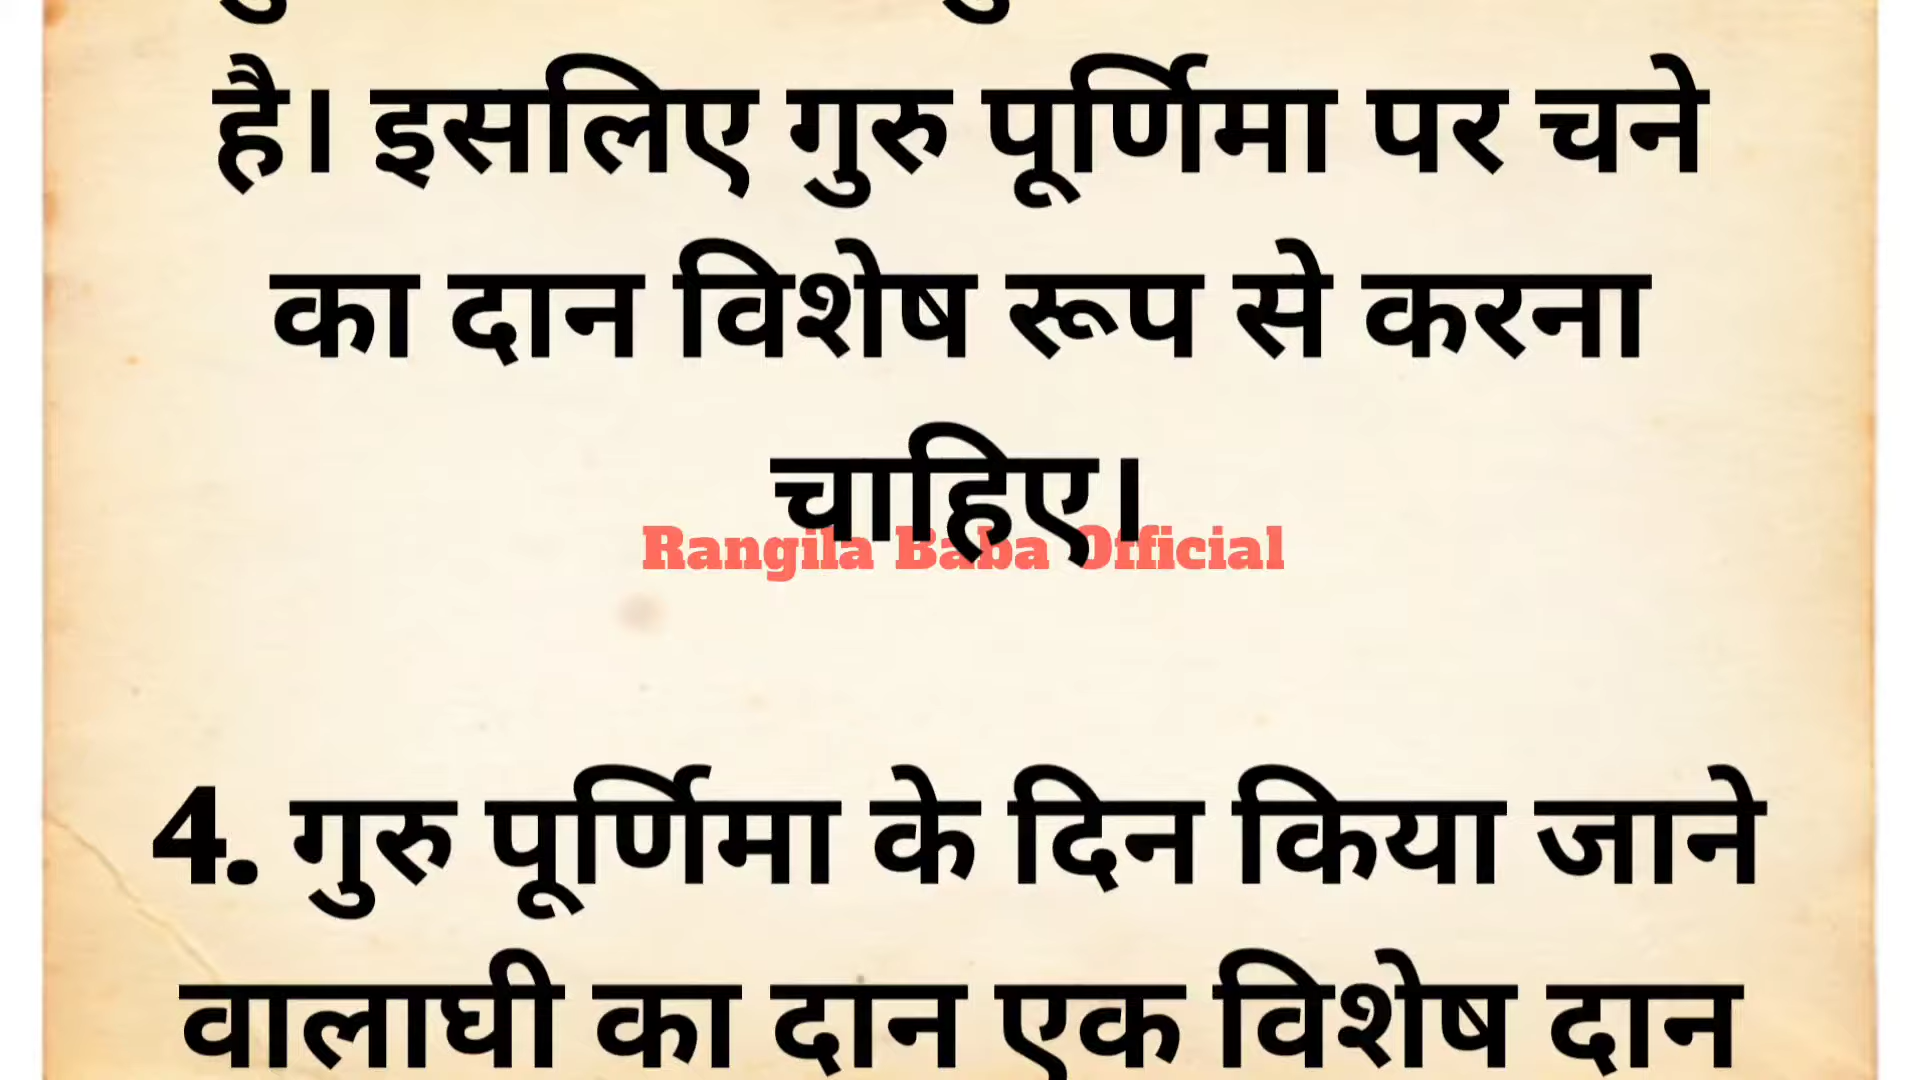 है। इसलिए गुरु पूर्णिमा पर चने
का दान विशेष रूप से करना
चाहिए।
Rangila Baba Official
4. गुरु पूर्णिमा के दिन किया जाने
वालाघी का दान एक विशेष दान